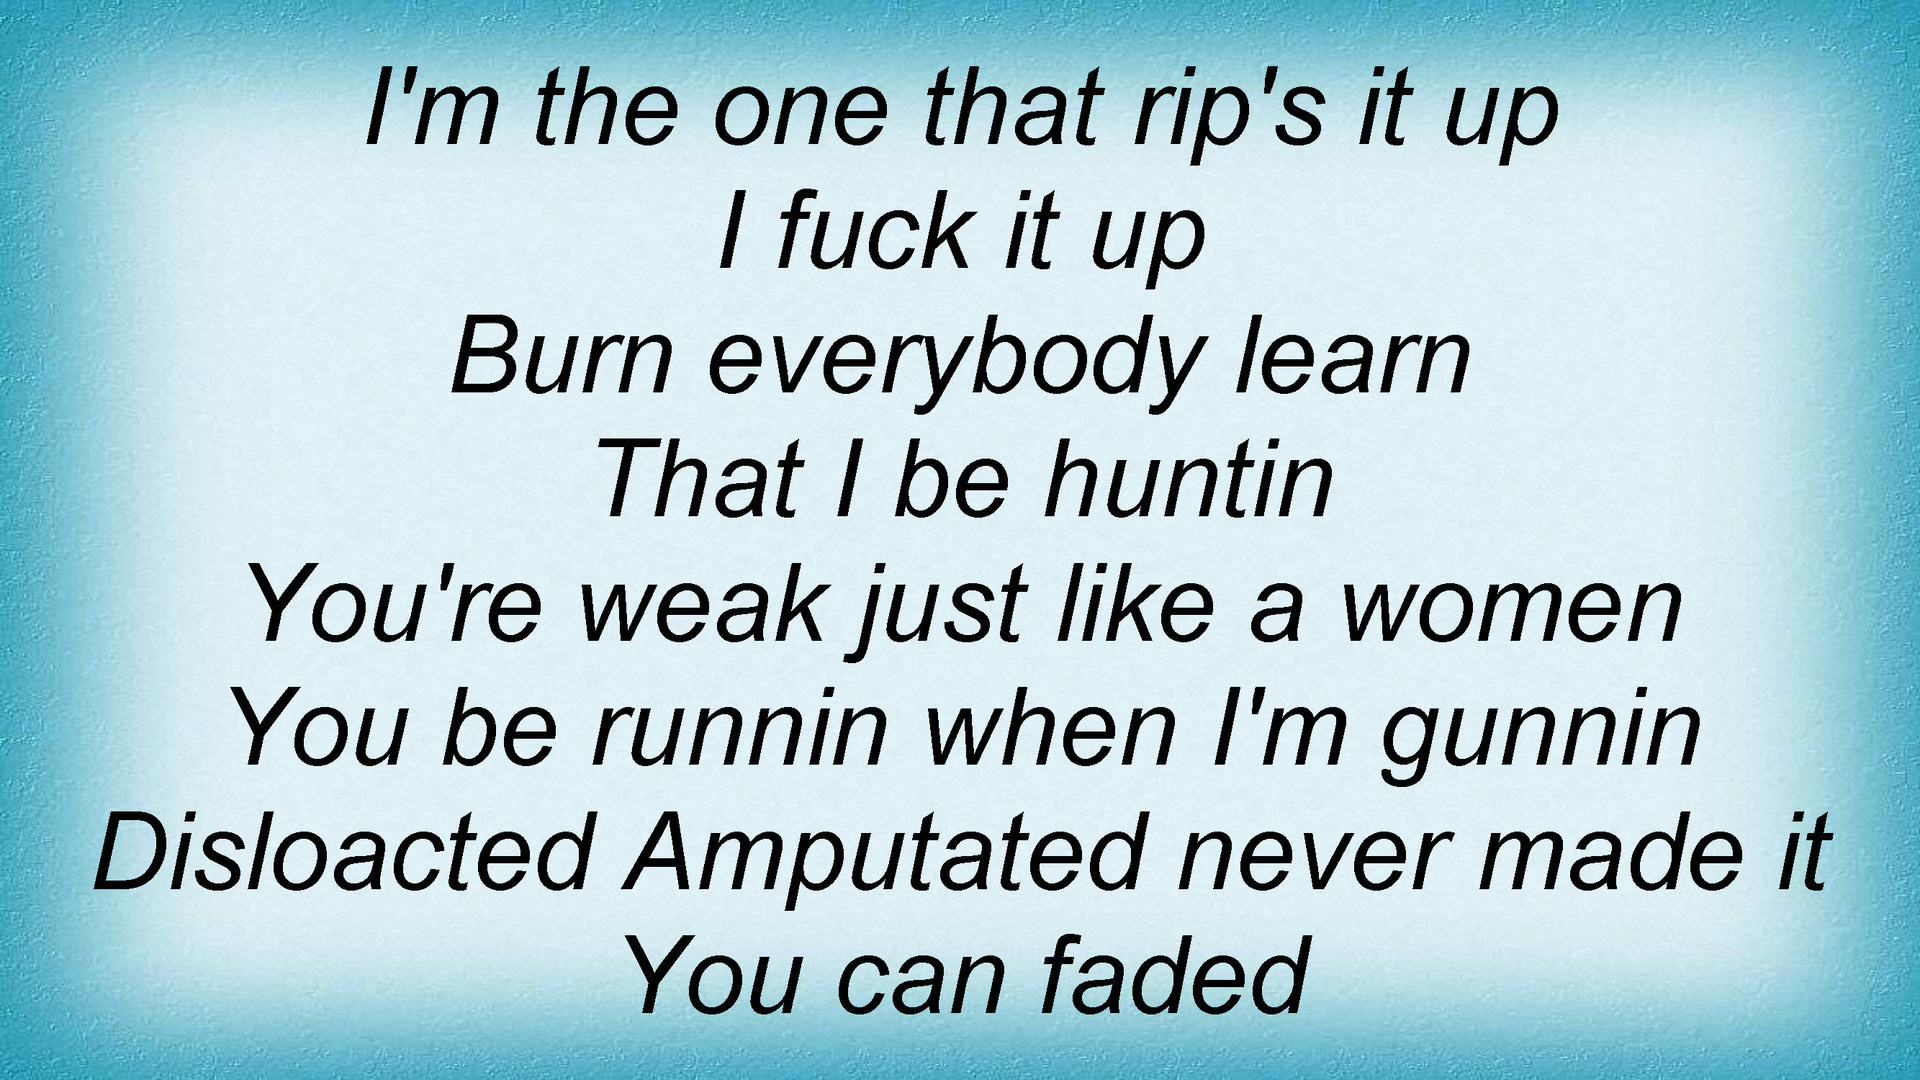 I'm the one that rip's it up
I fuck it up
Burn everybody learn
That I be huntin
You're weak just like a women
You be runnin when I'm gunnin
Disloacted Amputated never made it
You can faded